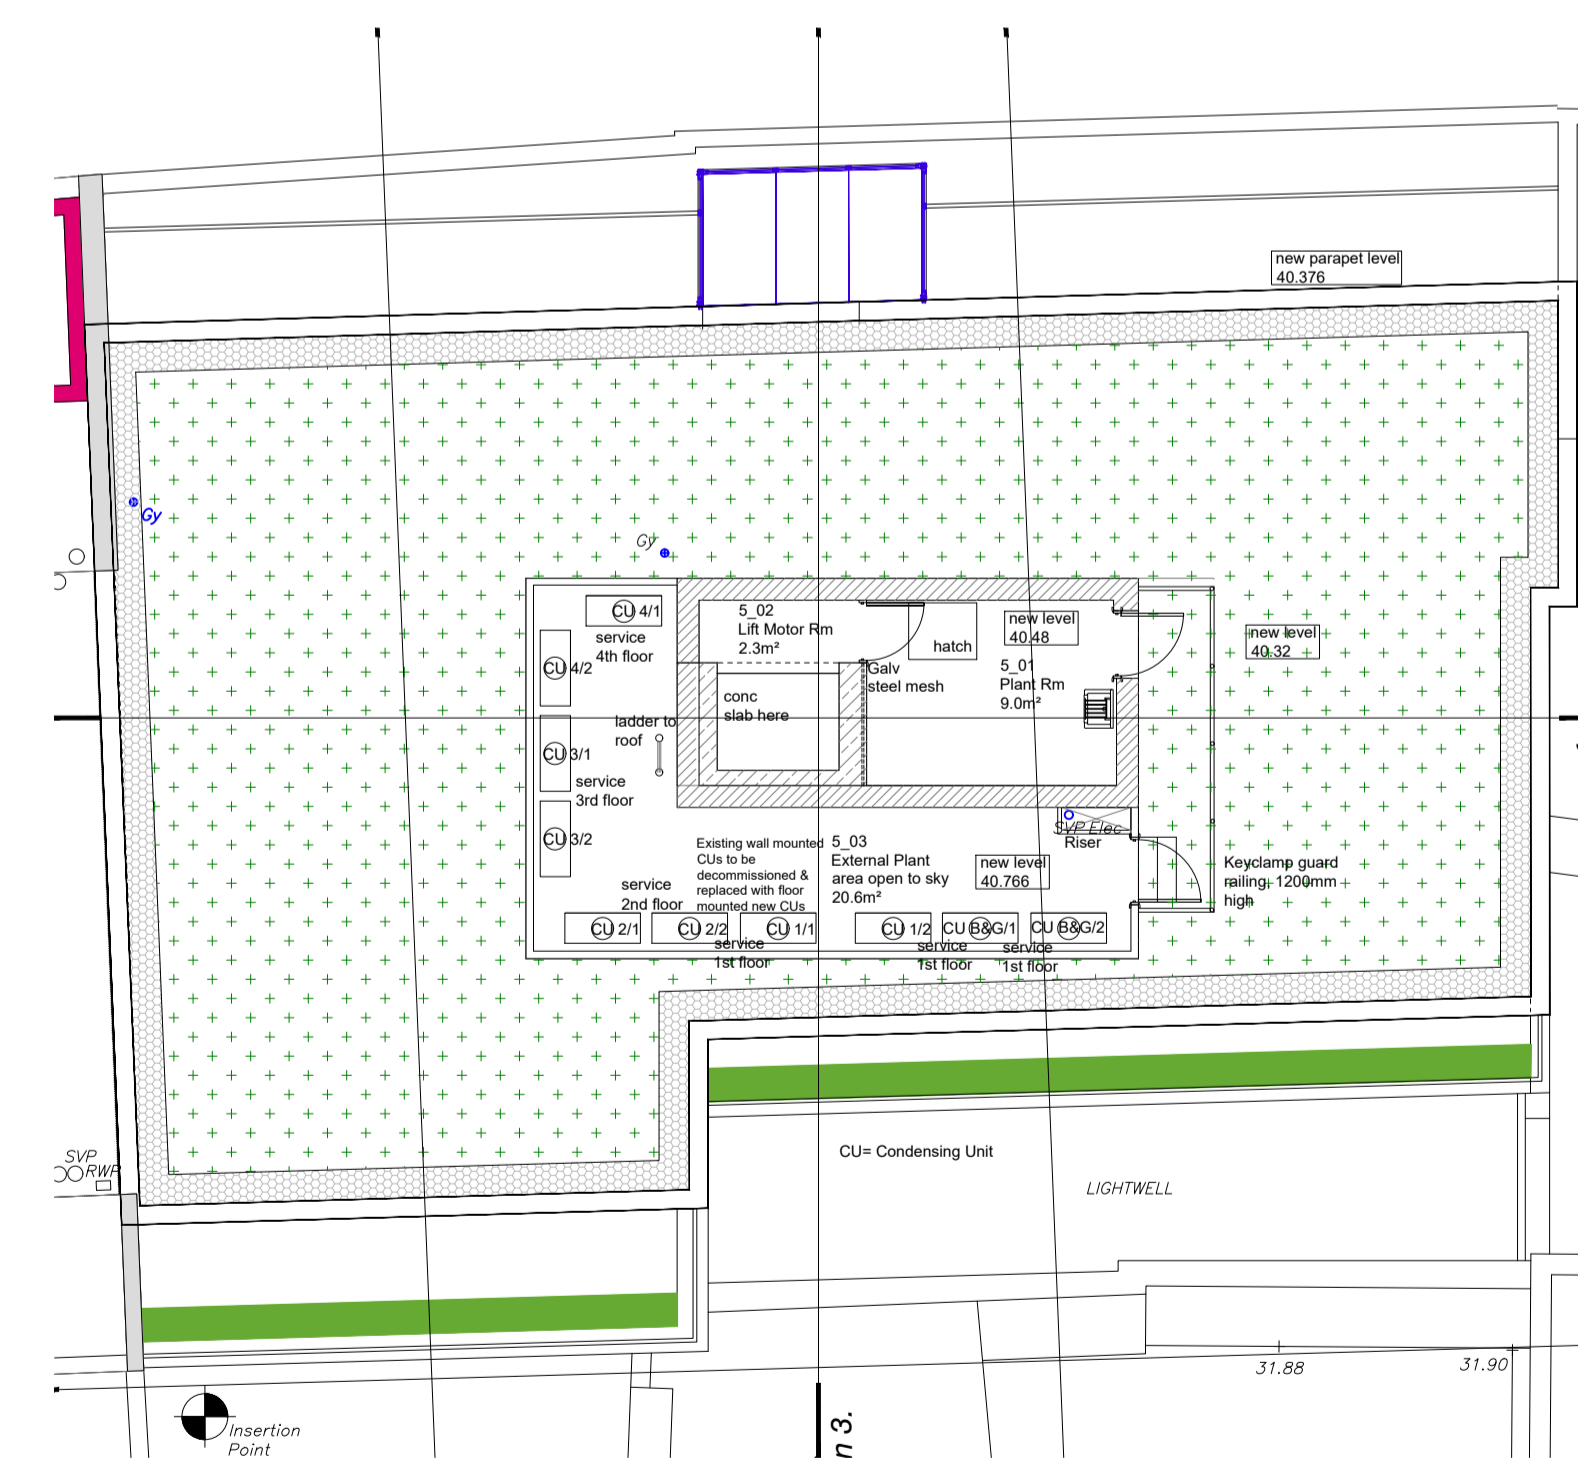 new parapet level
40.376
Gy
Gy
CU 4/1
service
4th floor
CU 4/2
5_02
Lift Motor Rm
2.3m²
hatch
new level
40.48
new level
40.32
Galv
steel mesh
5_01
Plant Rm
9.0m²
conc
slab here
ladder to
roof
CU 3/1
service
3rd floor
CU 3/2
Existing wall mounted
CUs to be
decommissioned &
replaced with floor
mounted new CUs
5_03
External Plant
area open to sky
20.6m²
SVP Elec
Riser
new level
40.766
Keyclamp guard
railing, 1200mm
high
service
2nd floor
CU 2/1
CU 2/2
CU 1/1
CU 1/2
CU B&G/1
CU B&G/2
service
1st floor
service
1st floor
service
1st floor
CU= Condensing Unit
SVP
RWP
LIGHTWELL
31.88
31.90
Insertion
Point
n 3.